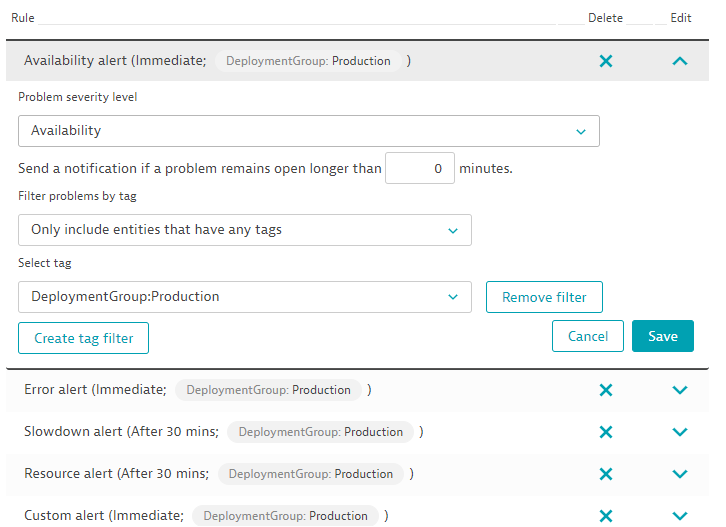 Rule Delete Edit
Availability alert (Immediate; DeploymentGroup: Production )
Problem severity level
Availability
Send a notification if a problem remains open longer than 0 minutes.
Filter problems by tag
Only include entities that have any tags
Select tag
DeploymentGroup:Production Remove filter
Create tag filter Cancel Save
Error alert (Immediate; DeploymentGroup: Production )
Slowdown alert (After 30 mins; DeploymentGroup: Production )
Resource alert (After 30 mins; DeploymentGroup: Production )
Custom alert (Immediate; DeploymentGroup: Production )